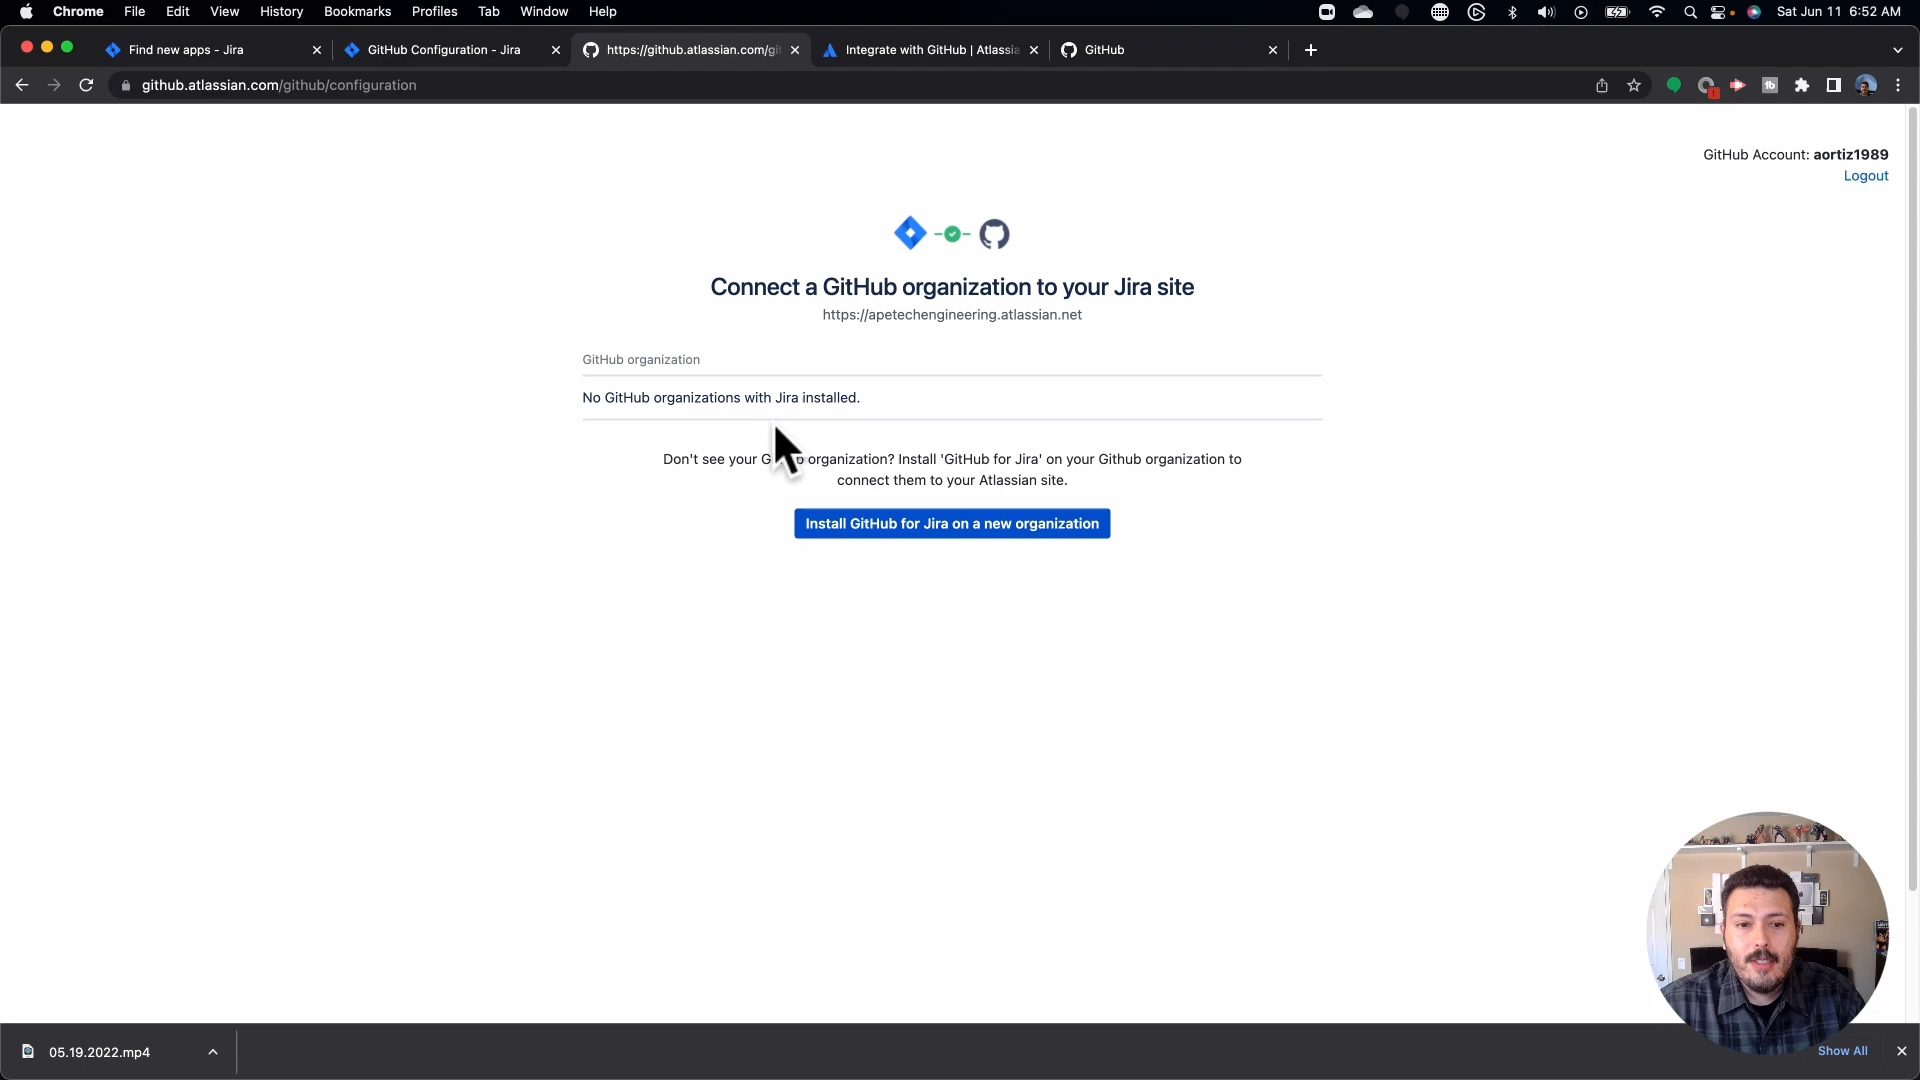 Chrome File Edit View History Bookmarks Profiles Tab Window Help Sat Jun 11 6:52 AM
Find new apps - Jira GitHub Configuration - Jira https://github.atlassian.com/git Integrate with GitHub | Atlassia GitHub
github.atlassian.com/github/configuration
GitHub Account: aortiz1989
Logout
Connect a GitHub organization to your Jira site
https://apetechengineering.atlassian.net
GitHub organization
No GitHub organizations with Jira installed.
Don't see your organization? Install 'GitHub for Jira' on your Github organization to
connect them to your Atlassian site.
Install GitHub for Jira on a new organization
05.19.2022.mp4 Show All